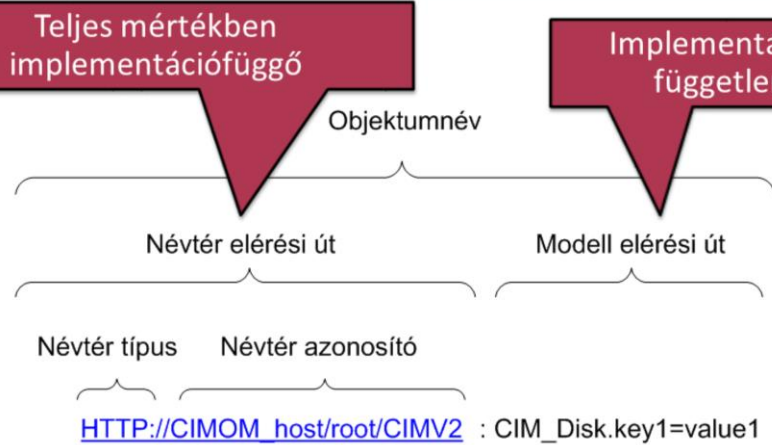 Teljes mértékben
implementációfüggő
Objektumnév
Névtér elérési út
Modell elérési út
Névtér típus
Névtér azonosító
HTTP://CIMOM_host/root/CIMV2 : CIM_Disk.key1=value1